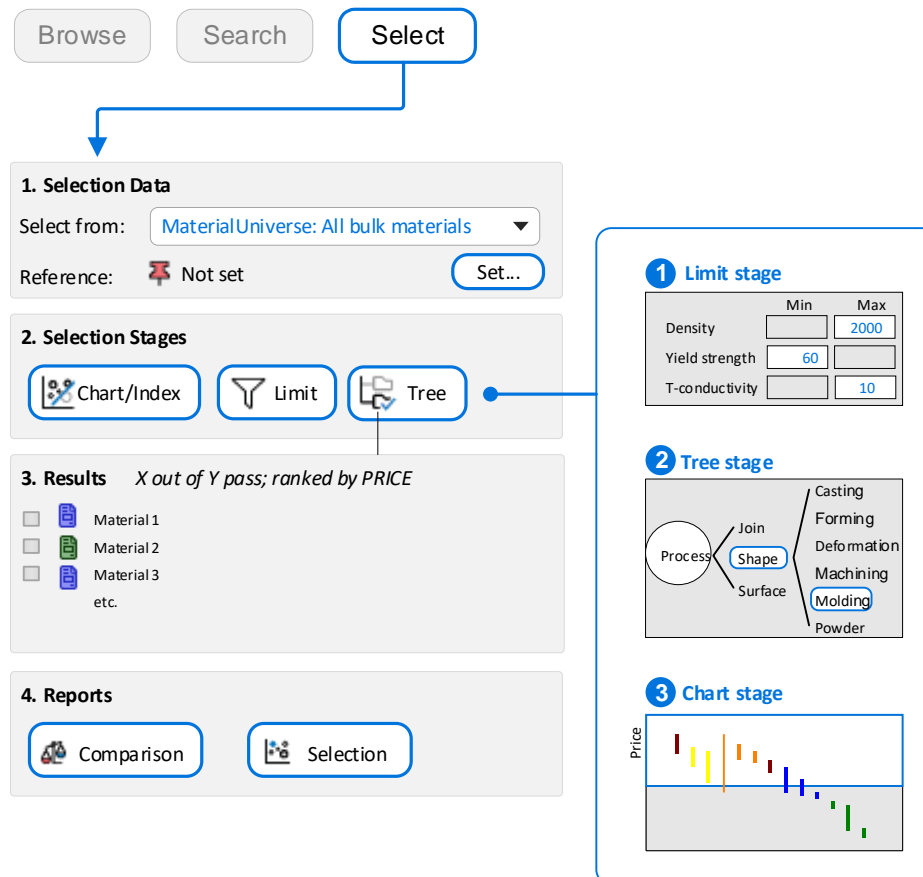 Browse Search Select
1. Selection Data
Select from: MaterialUniverse: All bulk materials
Reference: Not set Set...
2. Selection Stages
Chart/Index Limit Tree
3. Results X out of Y pass; ranked by PRICE
Material 1
Material 2
Material 3
etc.
4. Reports
Comparison Selection
1 Limit stage
Min Max
Density 2000
Yield strength 60
T-conductivity 10
2 Tree stage
Process
Join
Shape
Surface
Casting
Forming
Deformation
Machining
Molding
Powder
3 Chart stage
Price